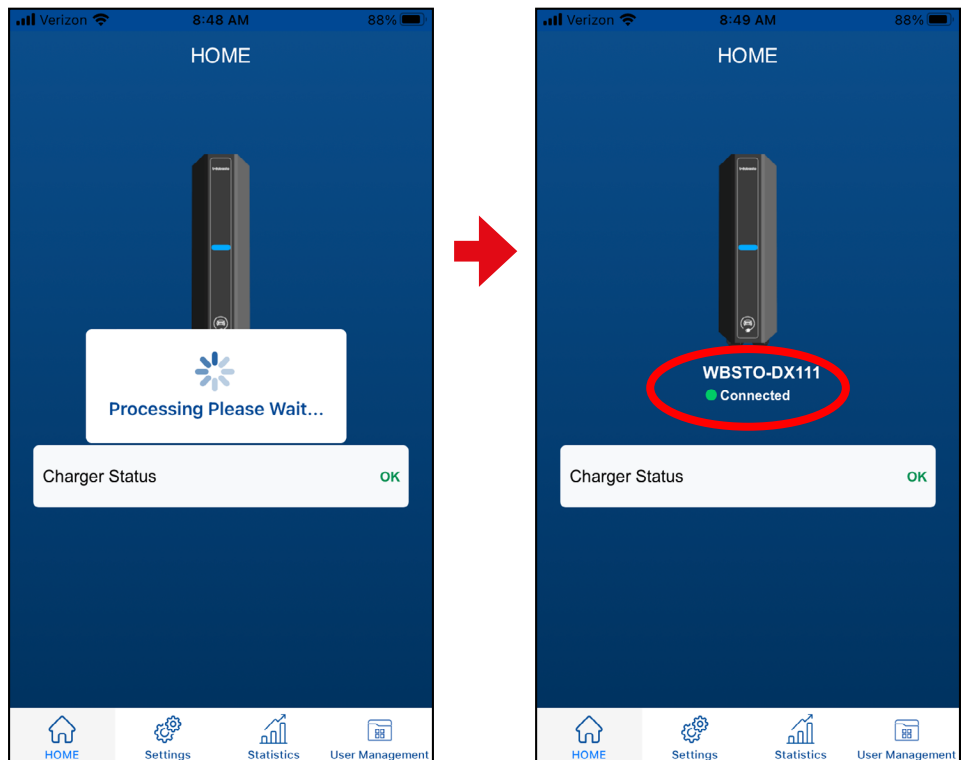 Verizon 8:48 AM 88%
HOME
Processing Please Wait...
Charger Status OK
HOME Settings Statistics User Management
Verizon 8:49 AM 88%
HOME
WBSTO-DX111
Connected
Charger Status OK
HOME Settings Statistics User Management